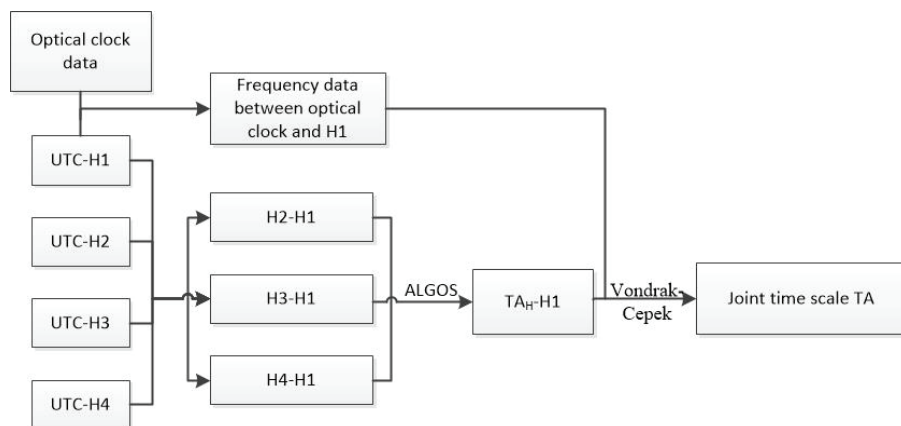 Optical clock
data
Frequency data
between optical
clock and H1
UTC-H1
UTC-H2
UTC-H3
UTC-H4
H2-H1
H3-H1
H4-H1
ALGOS
TAH-H1
Vondrak-
Cepek
Joint time scale TA